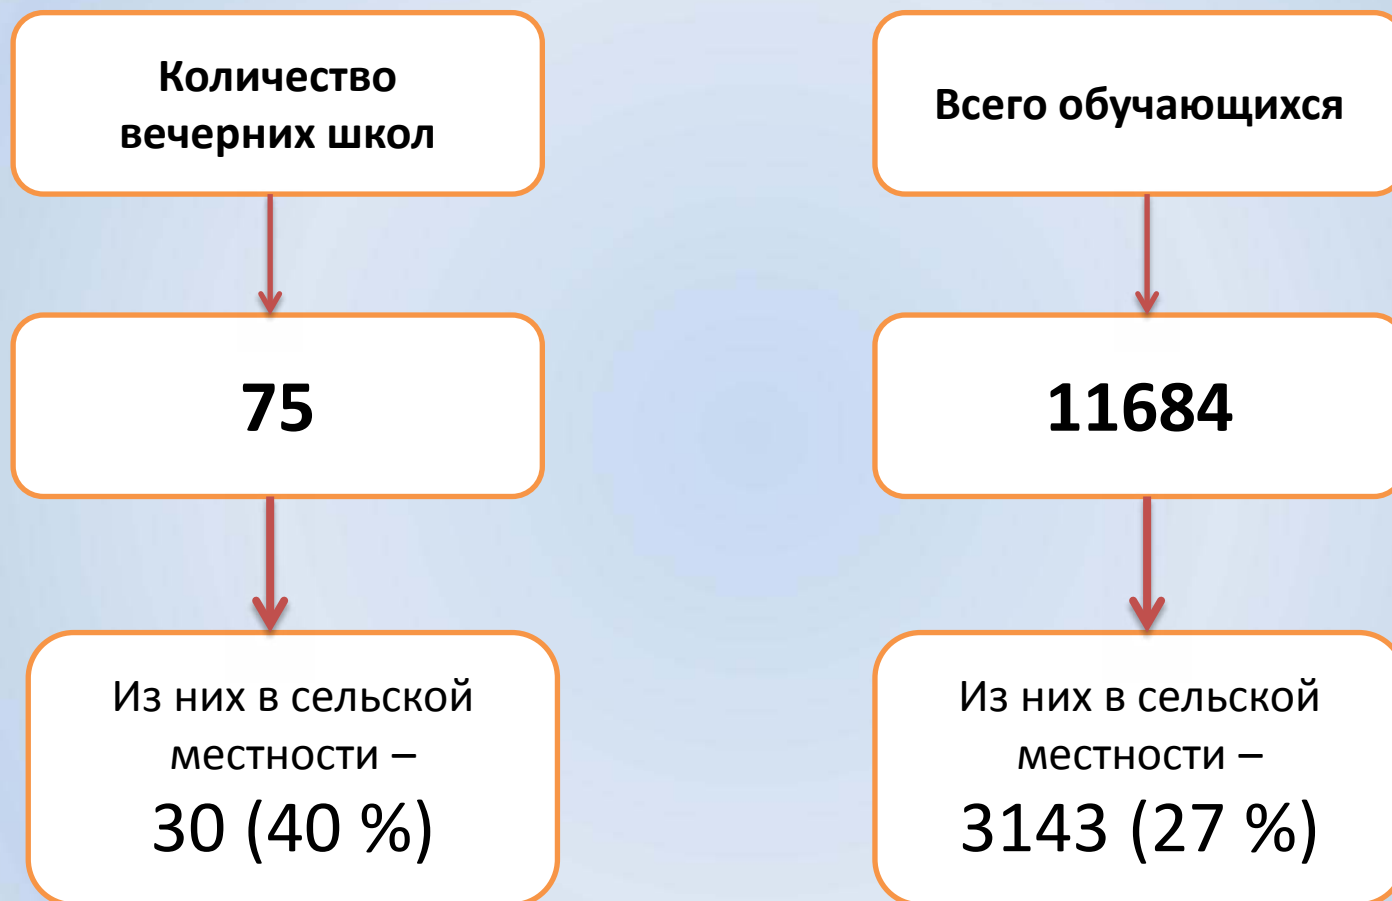 Количество
вечерних школ
75
Из них в сельской
местности –
30 (40 %)
Всего обучающихся
11684
Из них в сельской
местности –
3143 (27 %)